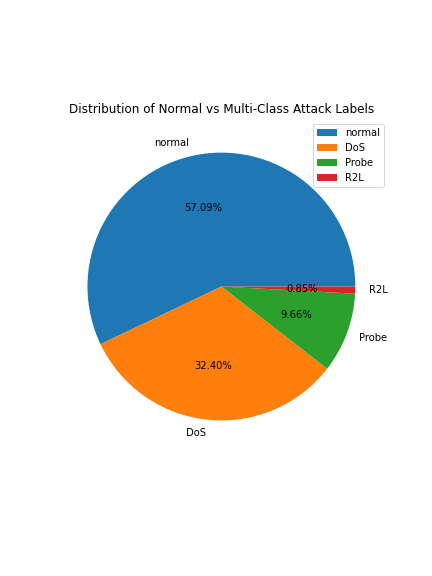 Distribution of Normal vs Multi-Class Attack Labels
normal
DoS
Probe
R2L
normal
57.09%
0.85%
R2L
9.66%
Probe
32.40%
DoS